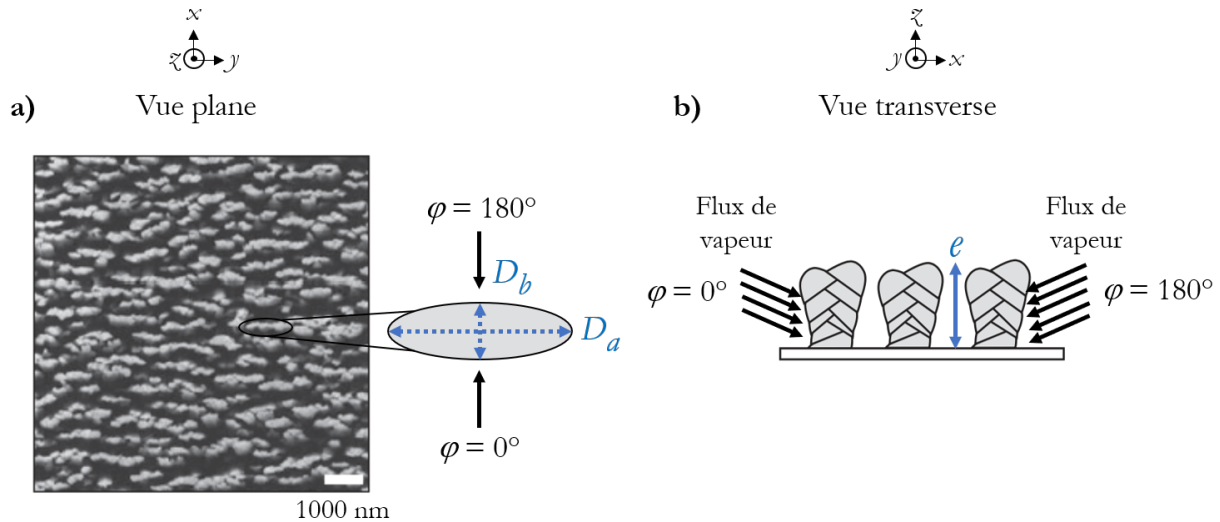 x
z y
a) Vue plane
φ = 180°
D_b
D_a
φ = 0°
1000 nm
z
y x
b) Vue transverse
Flux de
vapeur
φ = 0°
e
Flux de
vapeur
φ = 180°